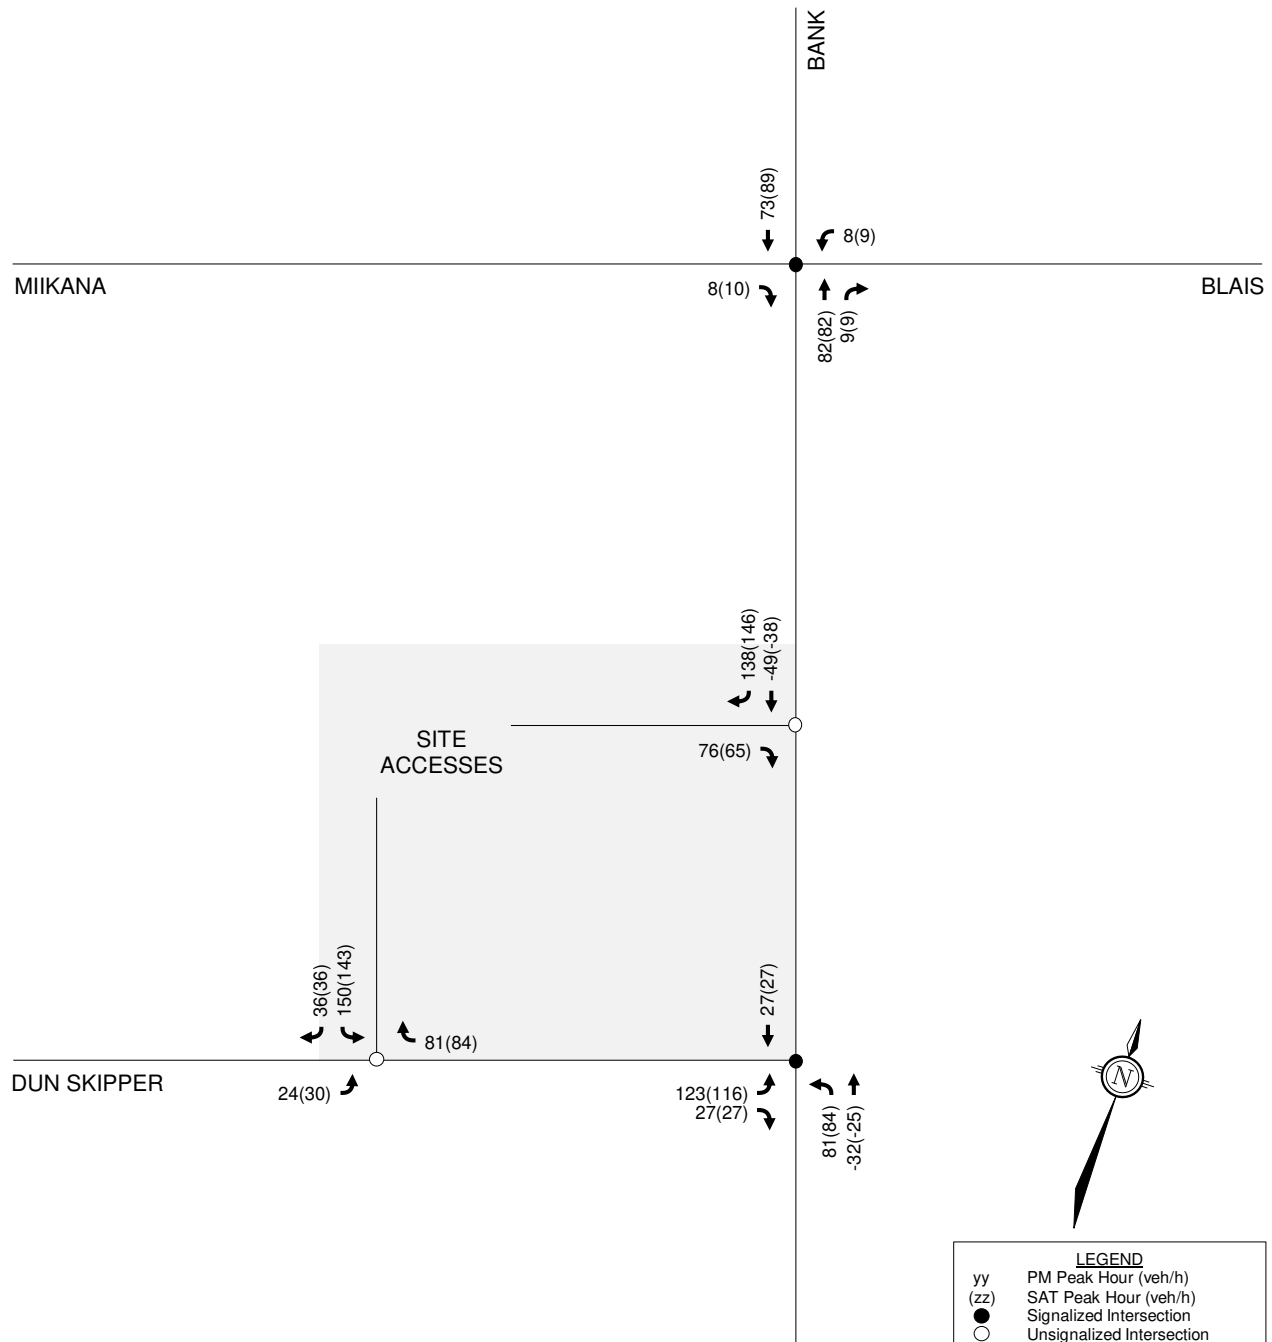 BANK
73(89)
8(9)
MIIKANA
BLAIS
8(10)
82(82)
9(9)
138(146)
-49(-38)
SITE
ACCESSES
76(65)
36(36)
150(143)
27(27)
81(84)
DUN SKIPPER
24(30)
123(116)
27(27)
81(84)
-32(-25)
N
LEGEND
yy PM Peak Hour (veh/h)
(zz) SAT Peak Hour (veh/h)
Signalized Intersection
Unsignalized Intersection